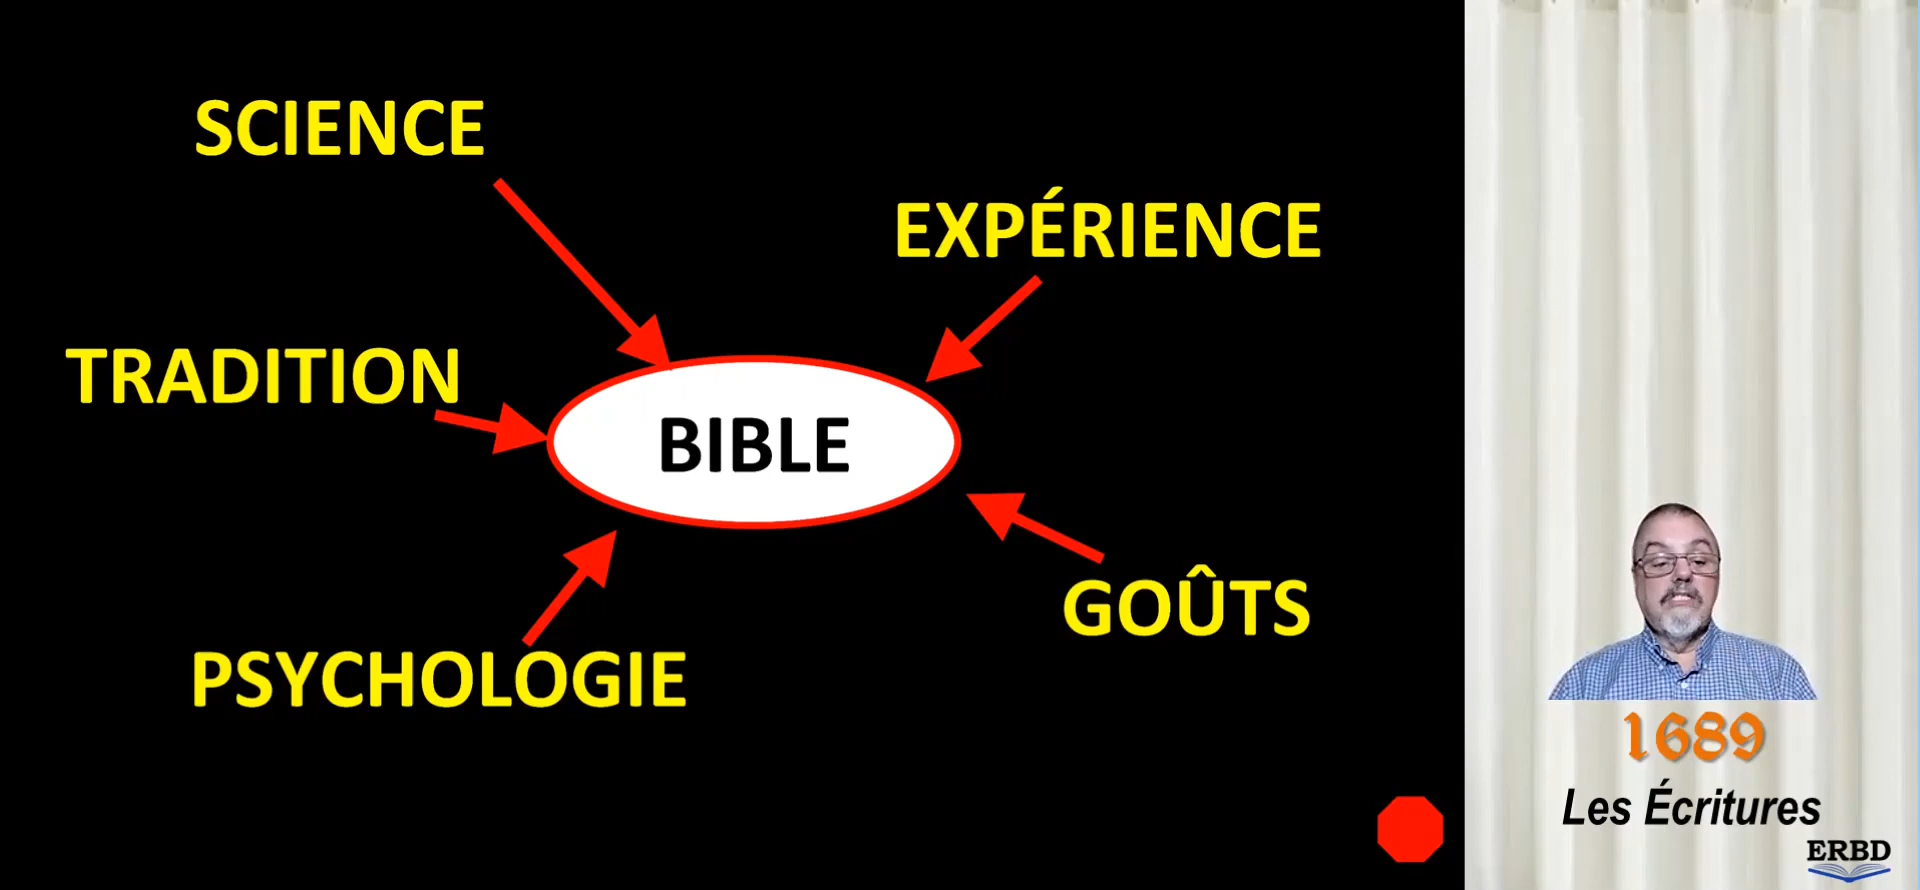 SCIENCE
EXPÉRIENCE
TRADITION
BIBLE
GOÛTS
PSYCHOLOGIE
1689
Les Écritures
ERBD